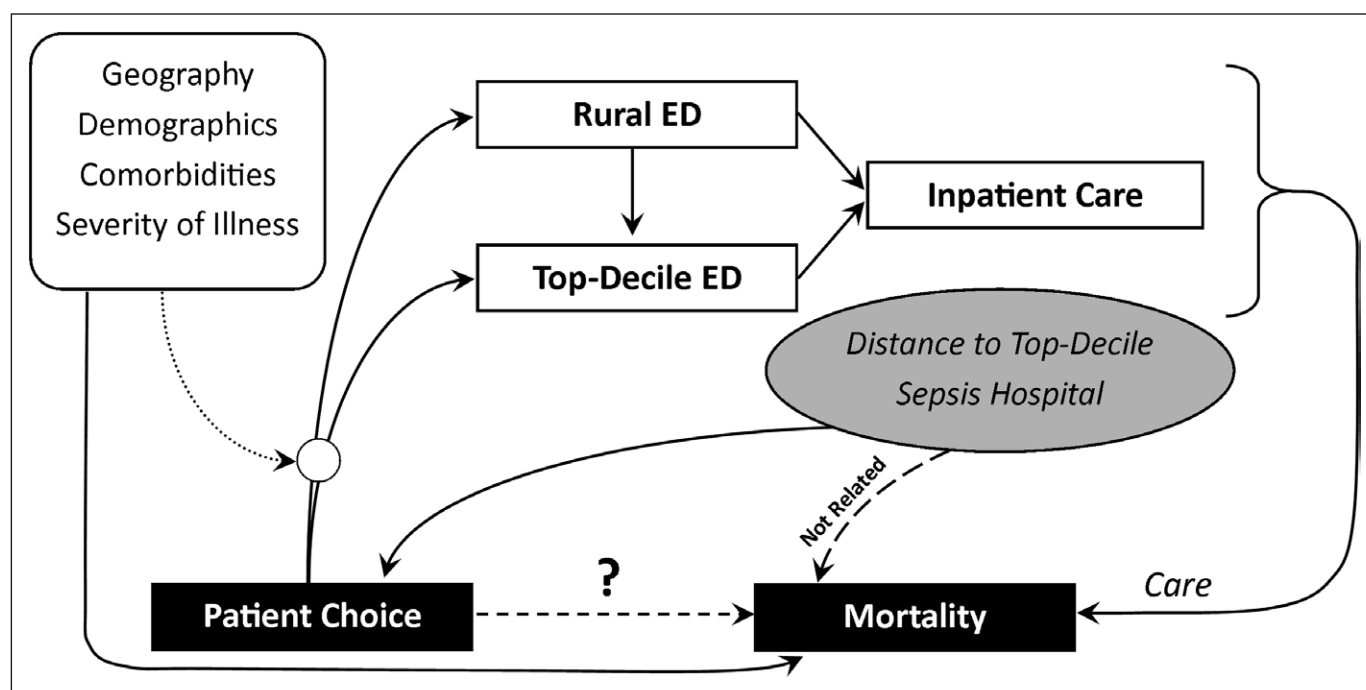 Geography
Demographics
Comorbidities
Severity of Illness
Rural ED
Top-Decile ED
Inpatient Care
Distance to Top-Decile
Sepsis Hospital
Not Related
?
Patient Choice
Mortality
Care